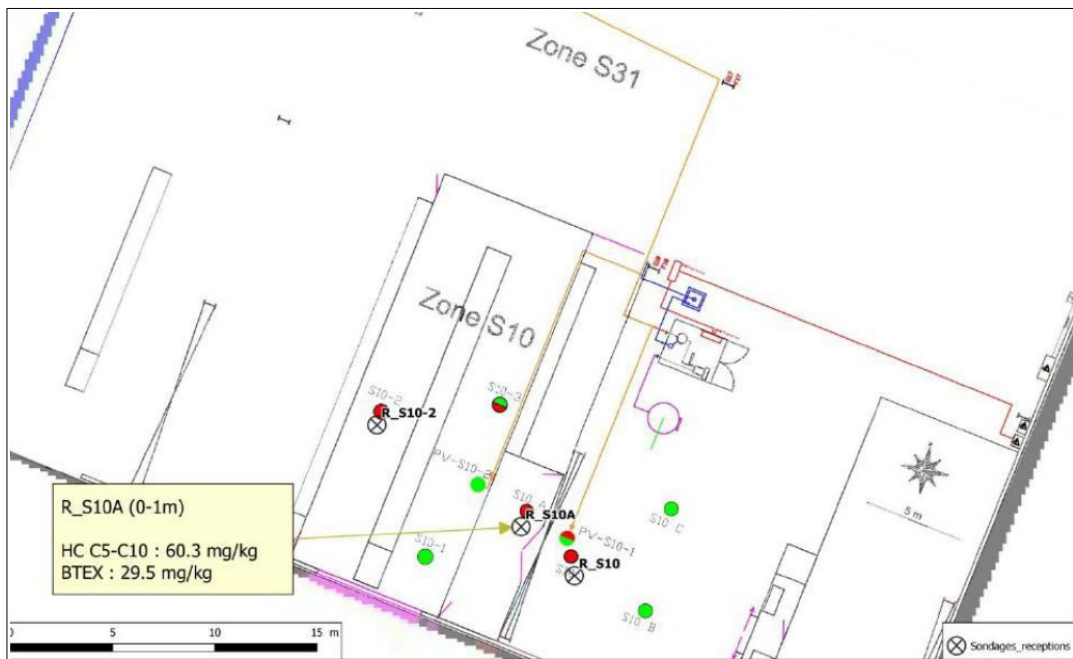 Zone S31
Zone S10
S10-2
R_S10-2
S10-3
PV-S10-2
S10 A
R_S10A
S10 C
PV-S10-1
R_S10
S10-1
S10 B
5 m
R_S10A (0-1m)
HC C5-C10 : 60.3 mg/kg
BTEX : 29.5 mg/kg
0 5 10 15 m
Sondages_receptions